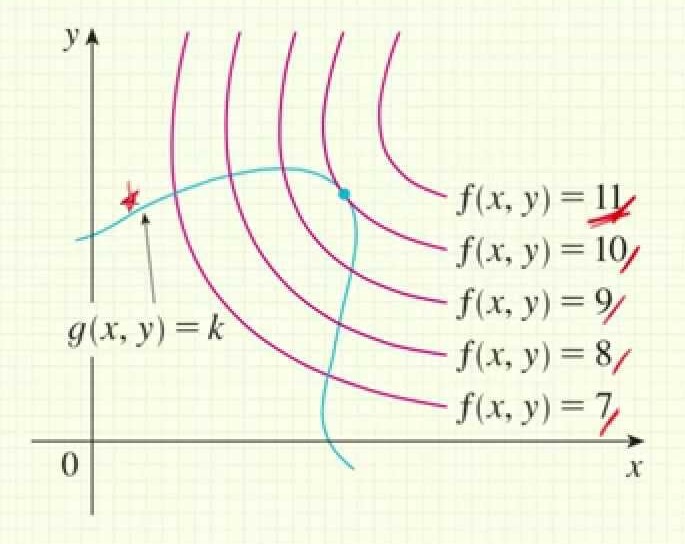 y
f(x, y) = 11
f(x, y) = 10
f(x, y) = 9
g(x, y) = k
f(x, y) = 8
f(x, y) = 7
0
x